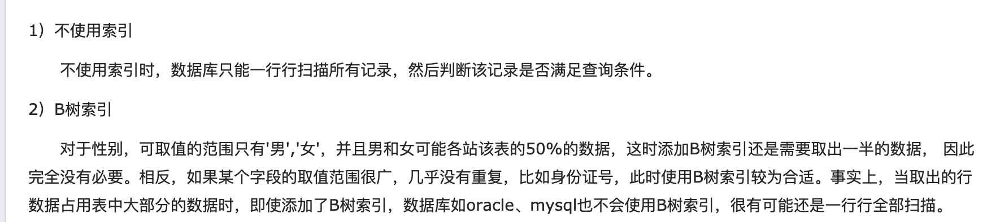 1）不使用索引
不使用索引时，数据库只能一行行扫描所有记录，然后判断该记录是否满足查询条件。
2）B树索引
对于性别，可取值的范围只有'男','女'，并且男和女可能各站该表的50%的数据，这时添加B树索引还是需要取出一半的数据， 因此
完全没有必要。相反，如果某个字段的取值范围很广，几乎没有重复，比如身份证号，此时使用B树索引较为合适。事实上，当取出的行
数据占用表中大部分的数据时，即使添加了B树索引，数据库如oracle、mysql也不会使用B树索引，很有可能还是一行行全部扫描。